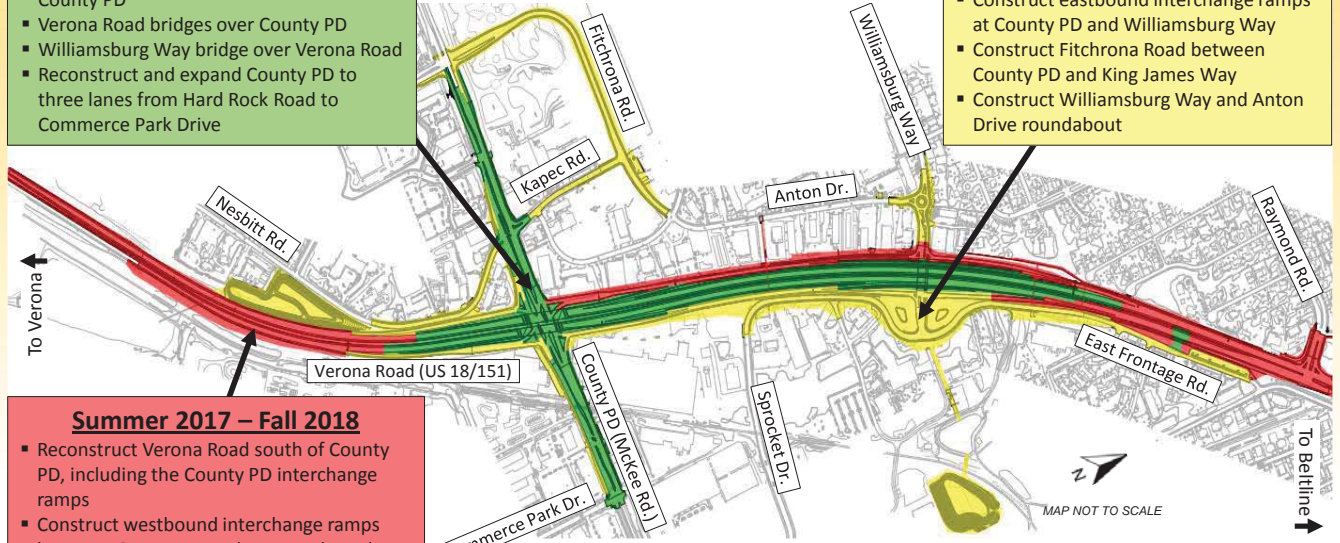 County PD
▪ Verona Road bridges over County PD
▪ Williamsburg Way bridge over Verona Road
▪ Reconstruct and expand County PD to
three lanes from Hard Rock Road to
Commerce Park Drive
▪ Construct eastbound interchange ramps
at County PD and Williamsburg Way
▪ Construct Fitchrona Road between
County PD and King James Way
▪ Construct Williamsburg Way and Anton
Drive roundabout
Fitchrona Rd.
Williamsburg Way
Kapec Rd.
Anton Dr.
Nesbitt Rd.
Raymond Rd.
To Verona
Verona Road (US 18/151)
County PD (McKee Rd.)
East Frontage Rd.
Sprocket Dr.
To Beltline
Summer 2017 – Fall 2018
▪ Reconstruct Verona Road south of County
PD, including the County PD interchange
ramps
▪ Construct westbound interchange ramps
mmerce Park Dr.
N
MAP NOT TO SCALE